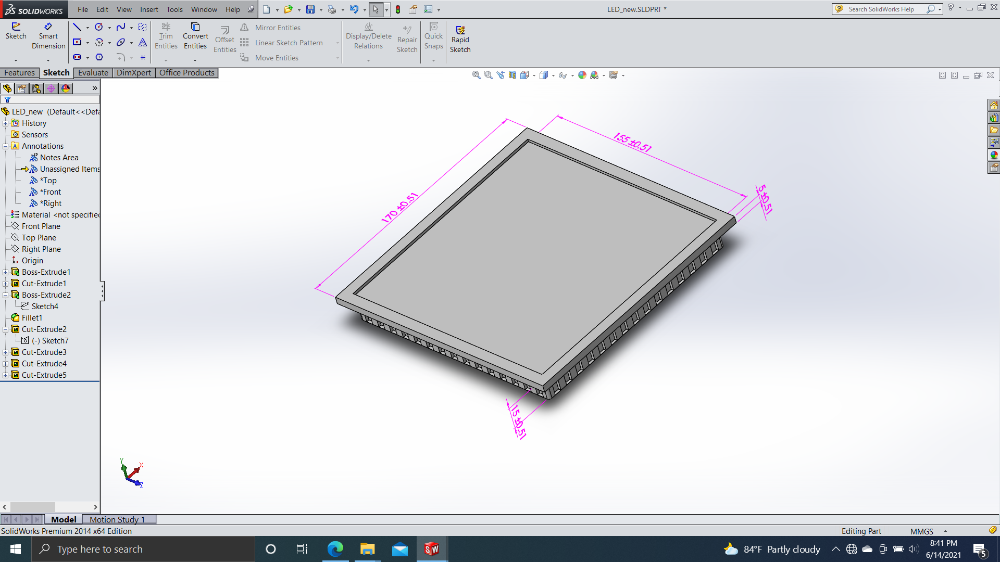 SOLIDWORKS File Edit View Insert Tools Window Help LED_new.SLDPRT * Search SolidWorks Help
Sketch Smart Dimension Trim Entities Convert Entities Offset Entities Mirror Entities Linear Sketch Pattern Move Entities Display/Delete Relations Repair Sketch Quick Snaps Rapid Sketch
Features Sketch Evaluate DimXpert Office Products
LED_new (Default<<Defa
History
Sensors
Annotations
Notes Area
Unassigned Items
*Top
*Front
*Right
Material <not specified
Front Plane
Top Plane
Right Plane
Origin
Boss-Extrude1
Cut-Extrude1
Boss-Extrude2
Sketch4
Fillet1
Cut-Extrude2
(-) Sketch7
Cut-Extrude3
Cut-Extrude4
Cut-Extrude5
155 ±0.51
170 ±0.51
5 ±0.51
15 ±0.51
Y X Z
Model Motion Study 1
SolidWorks Premium 2014 x64 Edition Editing Part MMGS
Type here to search SW 84°F Partly cloudy 8:41 PM
6/14/2021 5